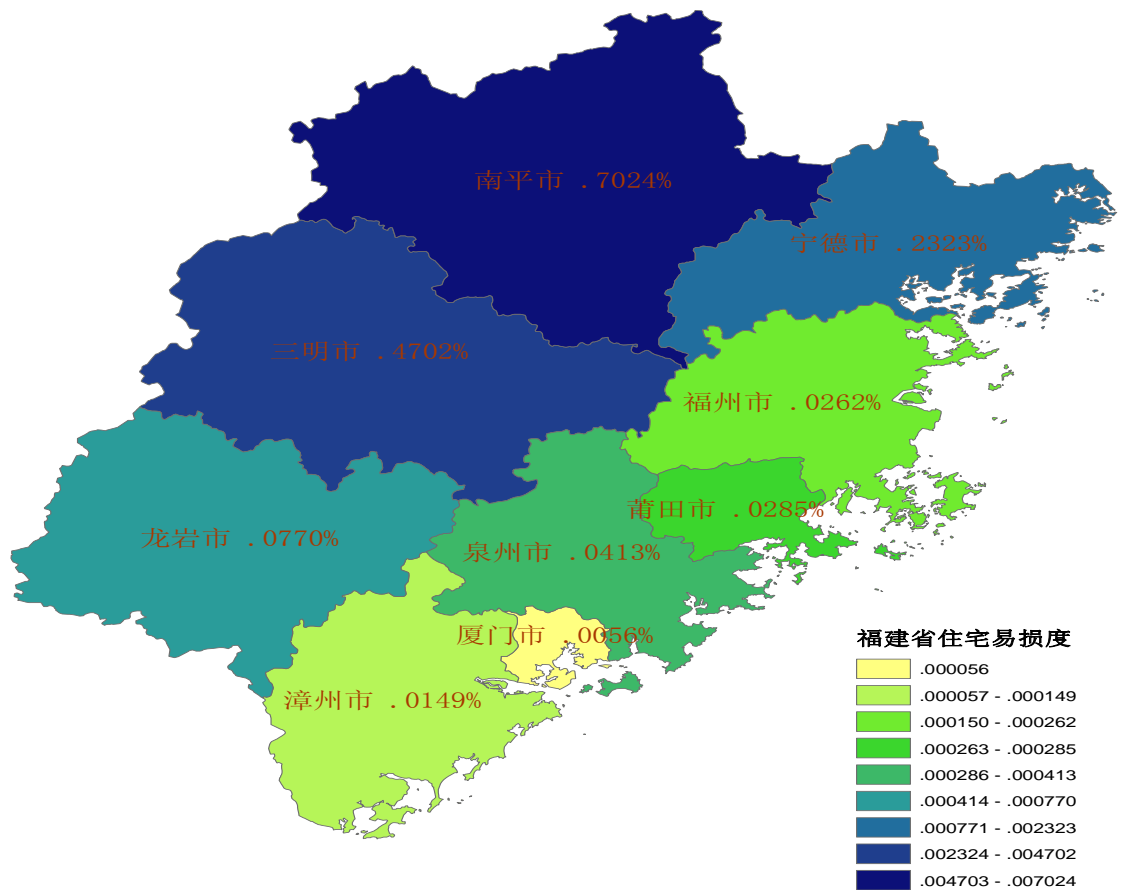 南平市 .7024%
宁德市 .2323%
三明市 .4702%
福州市 .0262%
莆田市 .0285%
龙岩市 .0770%
泉州市 .0413%
厦门市 .0056%
漳州市 .0149%
福建省住宅易损度
.000056
.000057 - .000149
.000150 - .000262
.000263 - .000285
.000286 - .000413
.000414 - .000770
.000771 - .002323
.002324 - .004702
.004703 - .007024